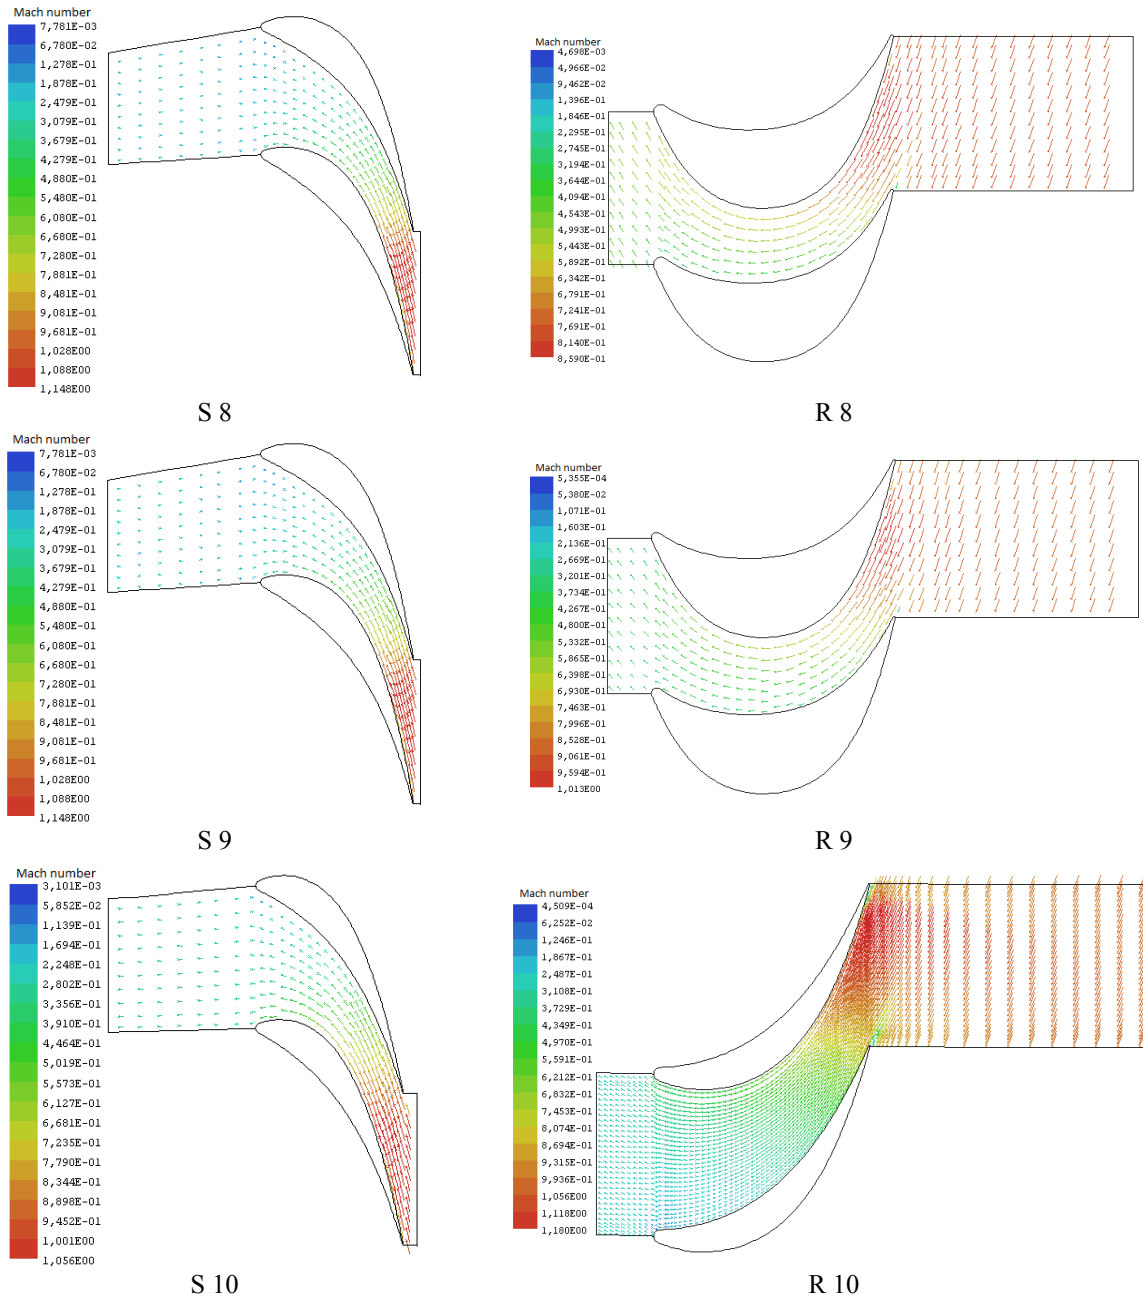 Mach number
7,781E-03
6,780E-02
1,278E-01
1,878E-01
2,479E-01
3,079E-01
3,679E-01
4,279E-01
4,880E-01
5,480E-01
6,080E-01
6,680E-01
7,280E-01
7,881E-01
8,481E-01
9,081E-01
9,681E-01
1,028E00
1,088E00
1,148E00
S 8
Mach number
4,698E-03
4,966E-02
9,462E-02
1,396E-01
1,846E-01
2,295E-01
2,745E-01
3,194E-01
3,644E-01
4,094E-01
4,543E-01
4,993E-01
5,443E-01
5,892E-01
6,342E-01
6,791E-01
7,241E-01
7,691E-01
8,140E-01
8,590E-01
R 8
Mach number
7,781E-03
6,780E-02
1,278E-01
1,878E-01
2,479E-01
3,079E-01
3,679E-01
4,279E-01
4,880E-01
5,480E-01
6,080E-01
6,680E-01
7,280E-01
7,881E-01
8,481E-01
9,081E-01
9,681E-01
1,028E00
1,088E00
1,148E00
S 9
Mach number
5,355E-04
5,380E-02
1,071E-01
1,603E-01
2,136E-01
2,669E-01
3,201E-01
3,734E-01
4,267E-01
4,800E-01
5,332E-01
5,865E-01
6,398E-01
6,930E-01
7,463E-01
7,996E-01
8,528E-01
9,061E-01
9,594E-01
1,013E00
R 9
Mach number
3,101E-03
5,852E-02
1,139E-01
1,694E-01
2,248E-01
2,802E-01
3,356E-01
3,910E-01
4,464E-01
5,019E-01
5,573E-01
6,127E-01
6,681E-01
7,235E-01
7,790E-01
8,344E-01
8,898E-01
9,452E-01
1,001E00
1,056E00
S 10
Mach number
4,509E-04
6,252E-02
1,246E-01
1,867E-01
2,487E-01
3,108E-01
3,729E-01
4,349E-01
4,970E-01
5,591E-01
6,212E-01
6,832E-01
7,453E-01
8,074E-01
8,694E-01
9,315E-01
9,936E-01
1,056E00
1,118E00
1,180E00
R 10